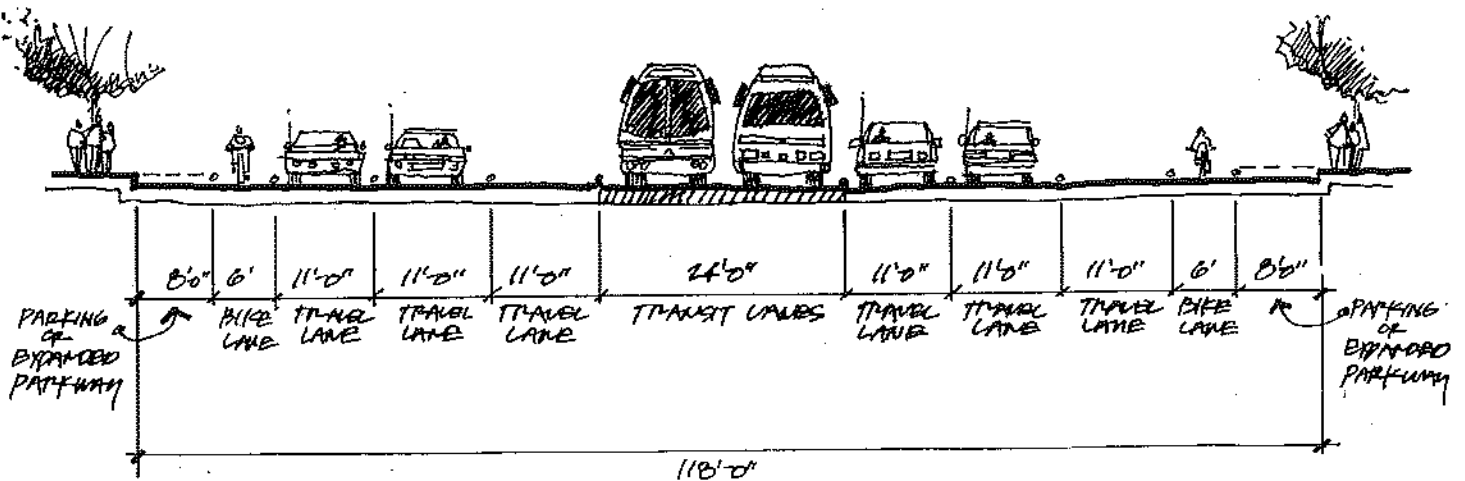 8'0" 6' 11'-0" 11'-0" 11'-0" 24'-0" 11'-0" 11'-0" 11'-0" 6' 8'0"
PARKING
OR
EXPANDED
PARKWAY
BIKE
LANE
TRAVEL
LANE
TRAVEL
LANE
TRAVEL
LANE
TRANSIT LANES
TRAVEL
LANE
TRAVEL
LANE
TRAVEL
LANE
BIKE
LANE
PARKING
OR
EXPANDED
PARKWAY
118'-0"